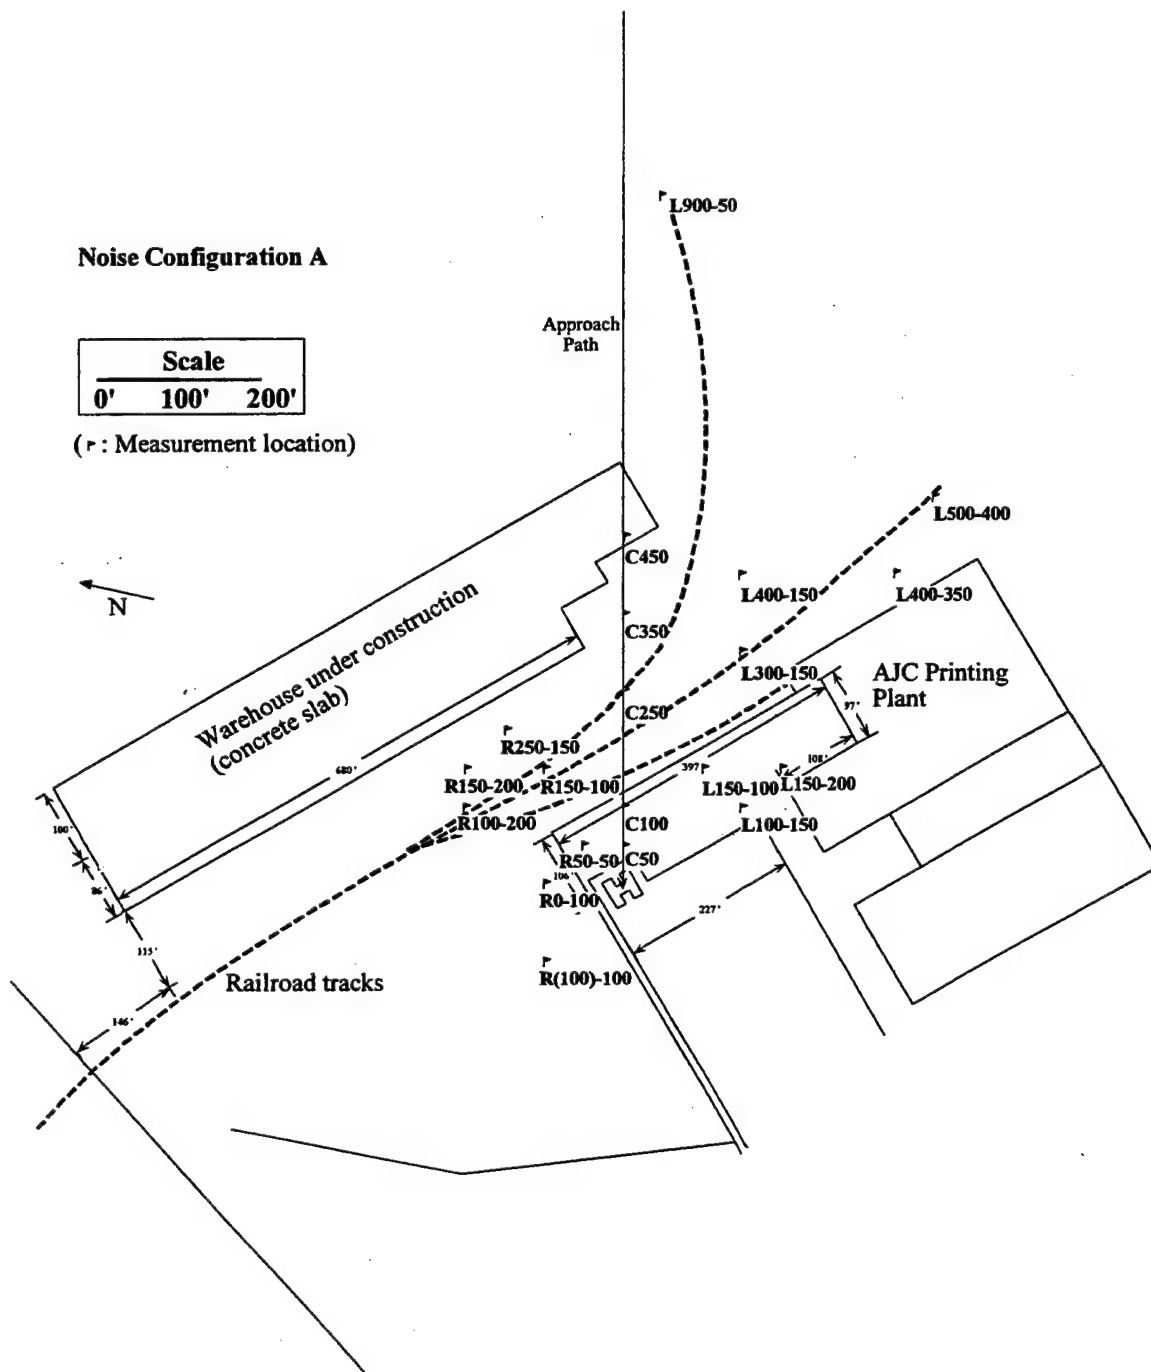 L900-50
Noise Configuration A
Approach
Path
Scale
0' 100' 200'
(: Measurement location)
L500-400
C450
L400-150
L400-350
N
Warehouse under construction
(concrete slab)
C350
L300-150
AJC Printing
Plant
97'
C250
R250-150
108'
680'
397'
R150-200
R150-100
L150-100
L150-200
R100-200
C100
L100-150
100'
R50-50
C50
106'
86'
R0-100
227'
115'
R(100)-100
Railroad tracks
146'